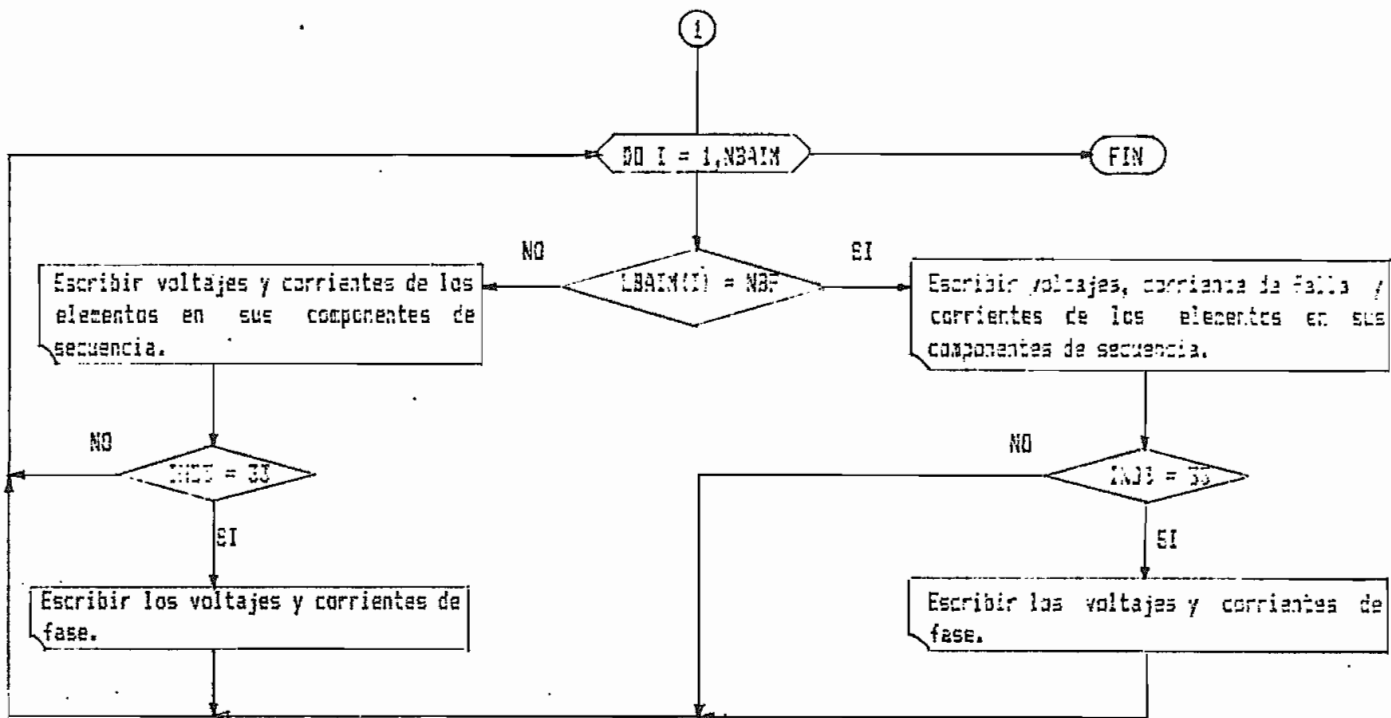 1
DO I = 1,NBAIM
FIN
NO
SI
LBAIM(I) = NBF
Escribir voltajes y corrientes de los
elementos en sus componentes de
secuencia.
Escribir voltajes, corriente de Falla y
corrientes de los elementos en sus
componentes de secuencia.
NO
= 33
NO
= 33
SI
SI
Escribir los voltajes y corrientes de
fase.
Escribir los voltajes y corrientes de
fase.